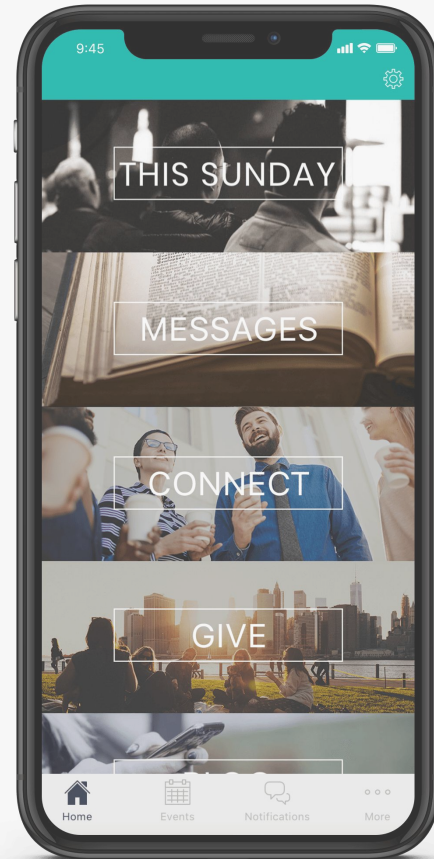 9:45
THIS SUNDAY
MESSAGES
CONNECT
GIVE
Home
Events
Notifications
More